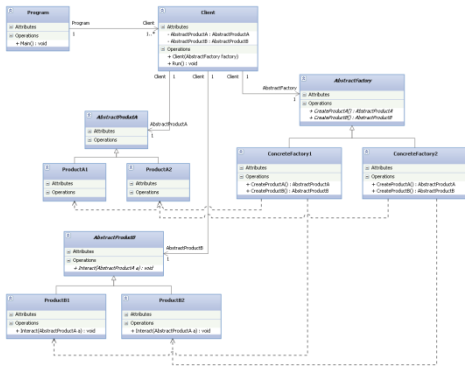 Program
Attributes
Operations
+ Main() : void
Program
1
Client
1..*
Client
Attributes
- AbstractProductA : AbstractProductA
- AbstractProductB : AbstractProductB
Operations
+ Client(AbstractFactory factory)
+ Run() : void
Client 1
Client 1
Client 1
AbstractFactory
1
AbstractFactory
Attributes
Operations
+ CreateProductA() : AbstractProductA
+ CreateProductB() : AbstractProductB
AbstractProductA
Attributes
Operations
AbstractProductA
1
ProductA1
Attributes
Operations
ProductA2
Attributes
Operations
ConcreteFactory1
Attributes
Operations
+ CreateProductA() : AbstractProductA
+ CreateProductB() : AbstractProductB
ConcreteFactory2
Attributes
Operations
+ CreateProductA() : AbstractProductA
+ CreateProductB() : AbstractProductB
AbstractProductB
Attributes
Operations
+ Interact(AbstractProductA a) : void
AbstractProductB
1
ProductB1
Attributes
Operations
+ Interact(AbstractProductA a) : void
ProductB2
Attributes
Operations
+ Interact(AbstractProductA a) : void